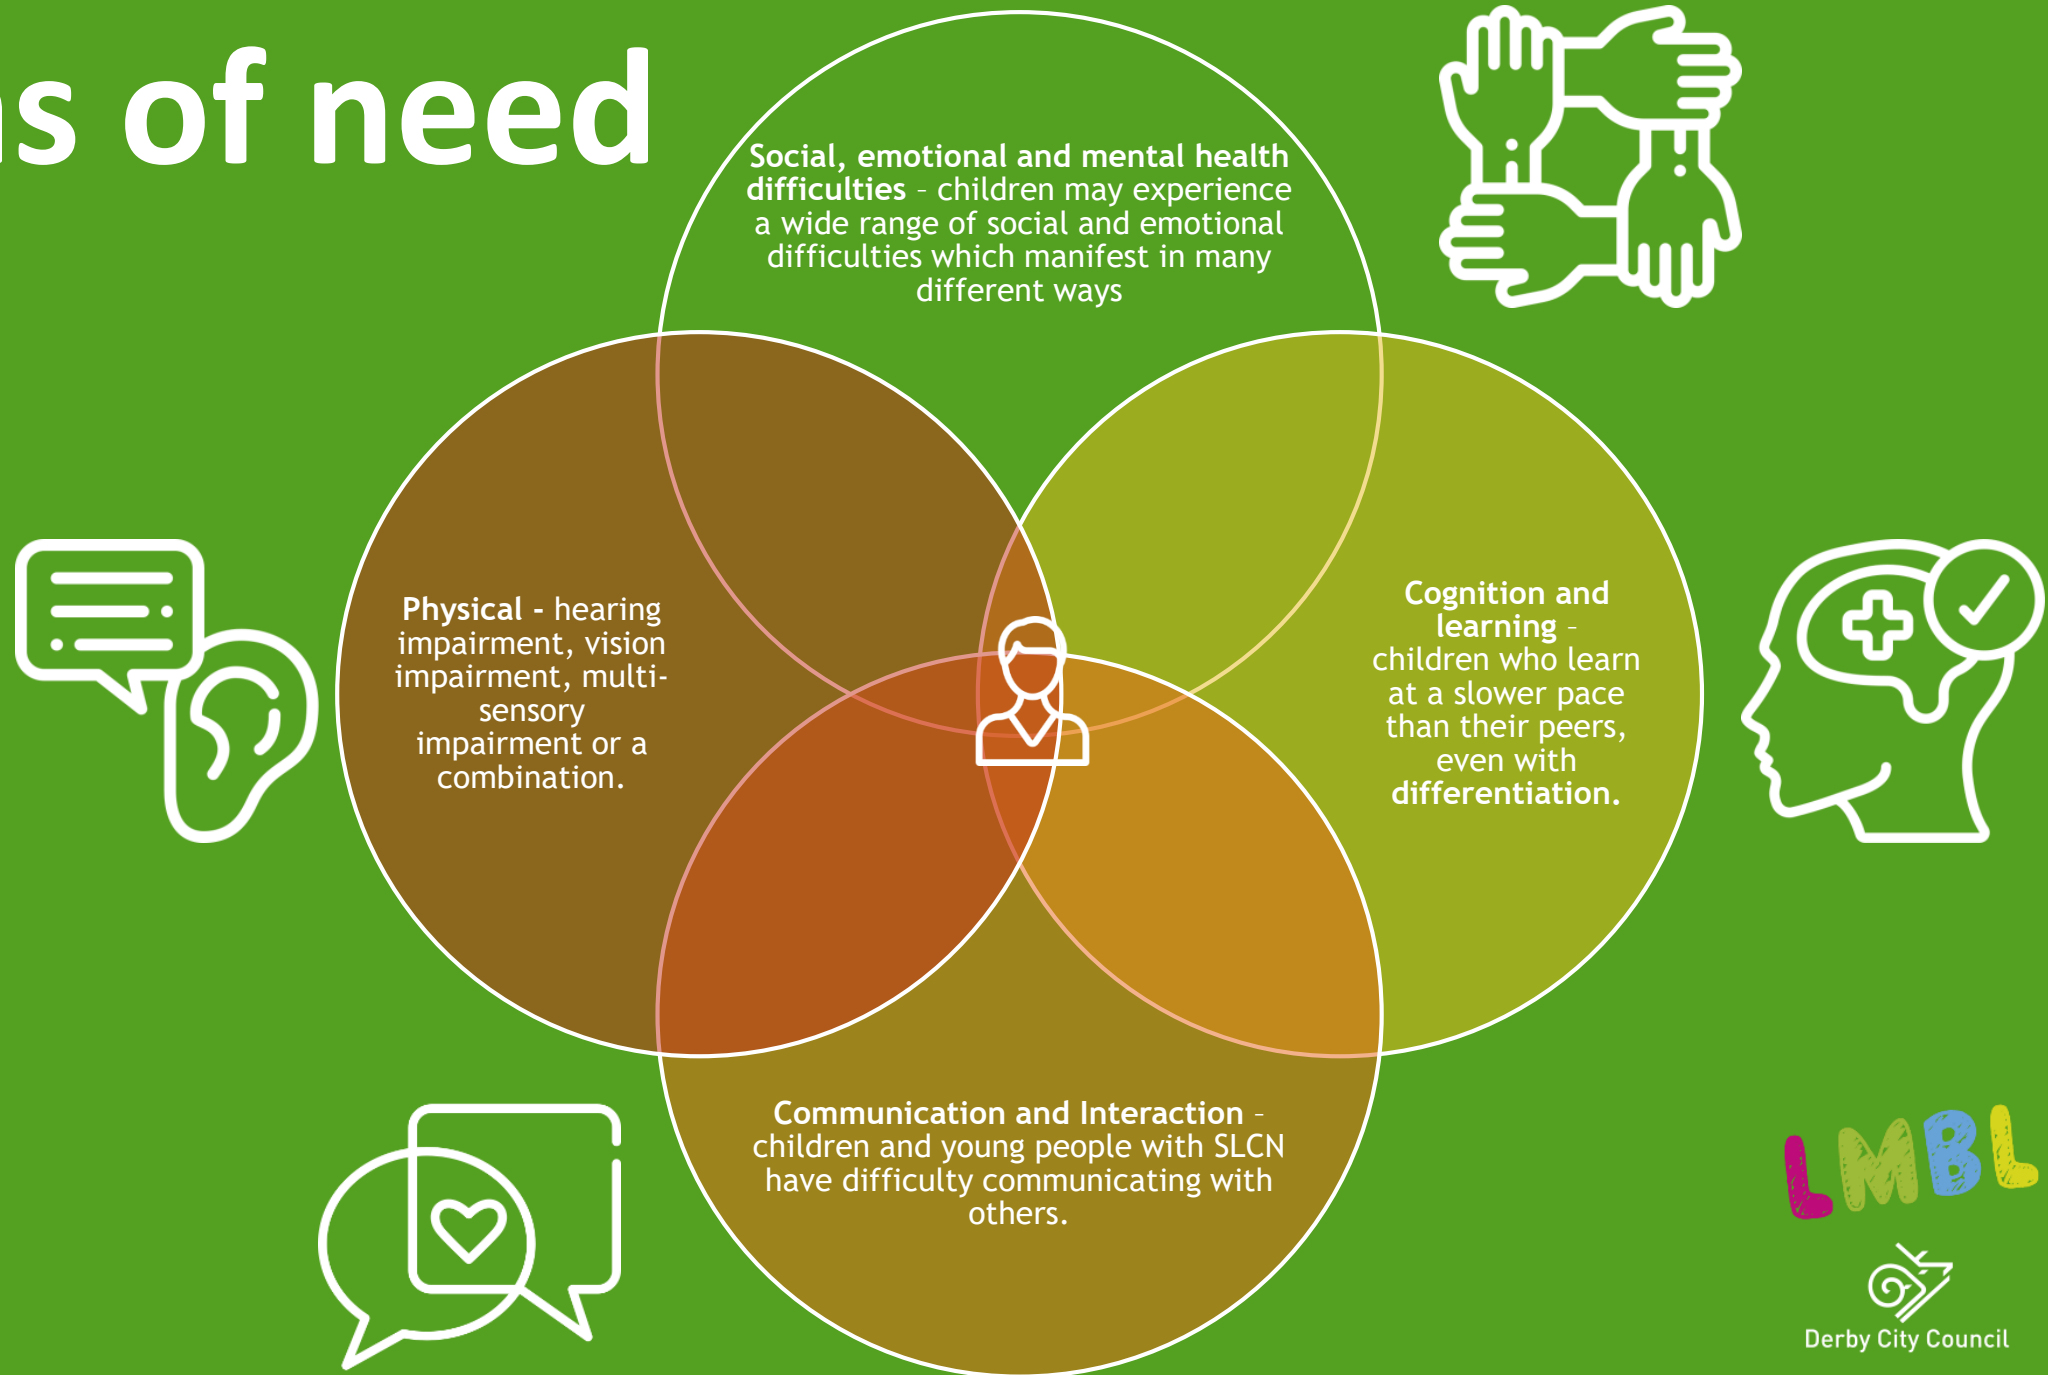 s of need
Social, emotional and mental health
difficulties – children may experience
a wide range of social and emotional
difficulties which manifest in many
different ways
Physical - hearing
impairment, vision
impairment, multi-
sensory
impairment or a
combination.
Cognition and
learning –
children who learn
at a slower pace
than their peers,
even with
differentiation.
Communication and Interaction –
children and young people with SLCN
have difficulty communicating with
others.
LMBL
Derby City Council